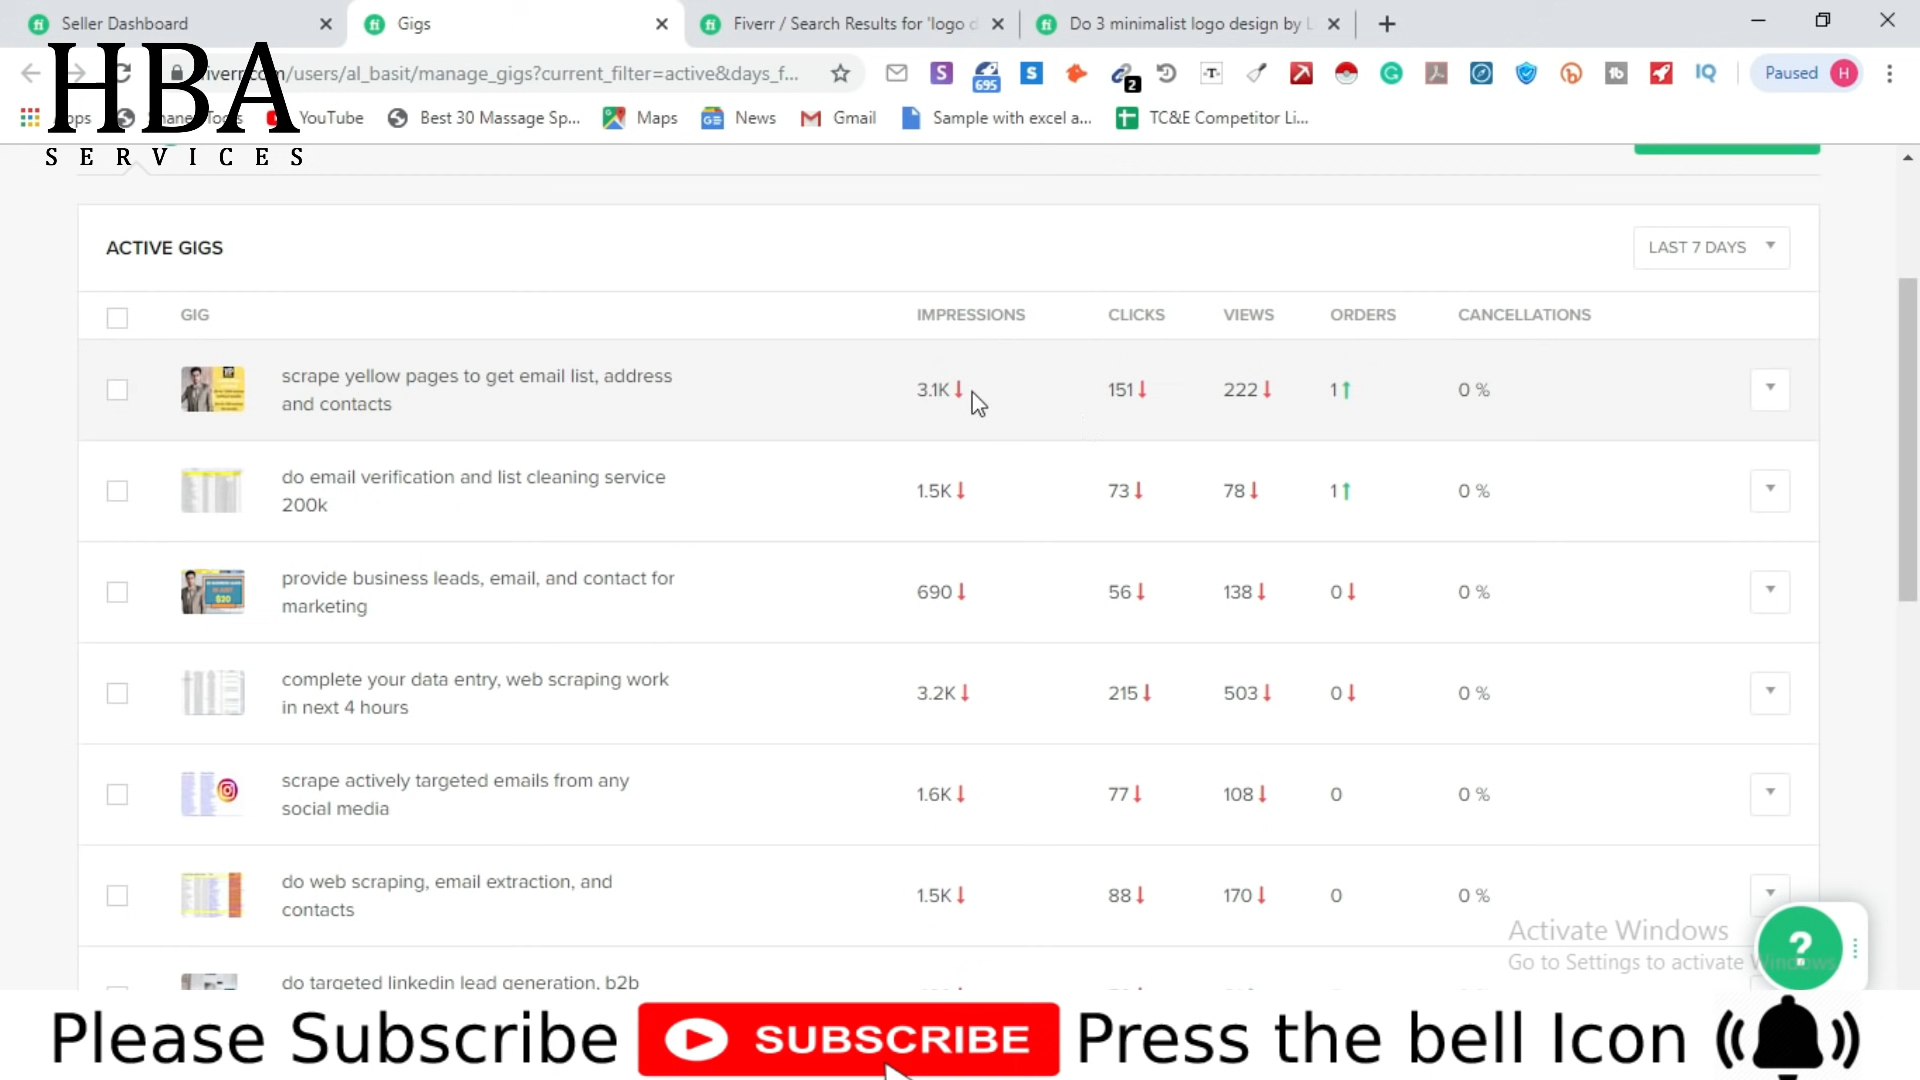 Seller Dashboard
Gigs
Fiverr / Search Results for 'logo d
Do 3 minimalist logo design by L
HBA
SERVICES
.com/users/al_basit/manage_gigs?current_filter=active&days_f...
695
2
IQ
Paused
H
YouTube
Best 30 Massage Sp...
Maps
News
Gmail
Sample with excel a...
TC&E Competitor Li...
ACTIVE GIGS
LAST 7 DAYS
GIG IMPRESSIONS CLICKS VIEWS ORDERS CANCELLATIONS
scrape yellow pages to get email list, address
and contacts
3.1K 151 222 1 0 %
do email verification and list cleaning service
200k
1.5K 73 78 1 0 %
provide business leads, email, and contact for
marketing
690 56 138 0 0 %
complete your data entry, web scraping work
in next 4 hours
3.2K 215 503 0 0 %
scrape actively targeted emails from any
social media
1.6K 77 108 0 0 %
do web scraping, email extraction, and
contacts
1.5K 88 170 0 0 %
do targeted linkedin lead generation, b2b
Activate Windows
Go to Settings to activate Windows.
?
Please Subscribe SUBSCRIBE Press the bell Icon